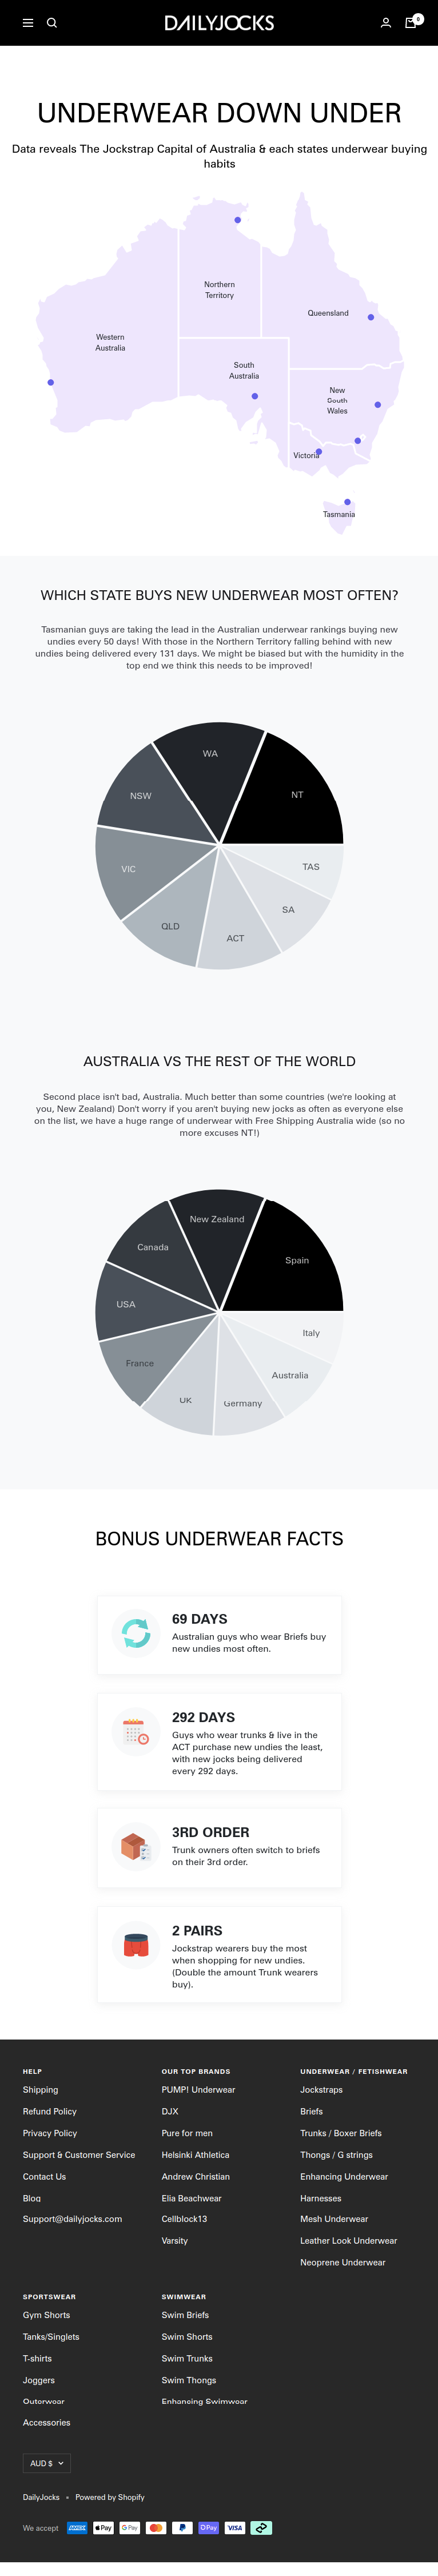 DAILYJOCKS
0
UNDERWEAR DOWN UNDER
Data reveals The Jockstrap Capital of Australia & each states underwear buying
habits
Northern
Territory
Queensland
Western
Australia
South
Australia
New
South
Wales
Victoria
Tasmania
WHICH STATE BUYS NEW UNDERWEAR MOST OFTEN?
Tasmanian guys are taking the lead in the Australian underwear rankings buying new
undies every 50 days! With those in the Northern Territory falling behind with new
undies being delivered every 131 days. We might be biased but with the humidity in the
top end we think this needs to be improved!
WA
NT
NSW
TAS
VIC
SA
QLD
ACT
AUSTRALIA VS THE REST OF THE WORLD
Second place isn't bad, Australia. Much better than some countries (we're looking at
you, New Zealand) Don't worry if you aren't buying new jocks as often as everyone else
on the list, we have a huge range of underwear with Free Shipping Australia wide (so no
more excuses NT!)
New Zealand
Canada
Spain
USA
Italy
France
Australia
UK
Germany
BONUS UNDERWEAR FACTS
69 DAYS
Australian guys who wear Briefs buy
new undies most often.
292 DAYS
Guys who wear trunks & live in the
ACT purchase new undies the least,
with new jocks being delivered
every 292 days.
3RD ORDER
Trunk owners often switch to briefs
on their 3rd order.
2 PAIRS
Jockstrap wearers buy the most
when shopping for new undies.
(Double the amount Trunk wearers
buy).
HELP
Shipping
Refund Policy
Privacy Policy
Support & Customer Service
Contact Us
Blog
Support@dailyjocks.com
OUR TOP BRANDS
PUMP! Underwear
DJX
Pure for men
Helsinki Athletica
Andrew Christian
Elia Beachwear
Cellblock13
Varsity
UNDERWEAR / FETISHWEAR
Jockstraps
Briefs
Trunks / Boxer Briefs
Thongs / G strings
Enhancing Underwear
Harnesses
Mesh Underwear
Leather Look Underwear
Neoprene Underwear
SPORTSWEAR
Gym Shorts
Tanks/Singlets
T-shirts
Joggers
Outerwear
Accessories
SWIMWEAR
Swim Briefs
Swim Shorts
Swim Trunks
Swim Thongs
Enhancing Swimwear
AUD $
DailyJocks • Powered by Shopify
We accept AMERICAN EXPRESS Pay G Pay Pay VISA